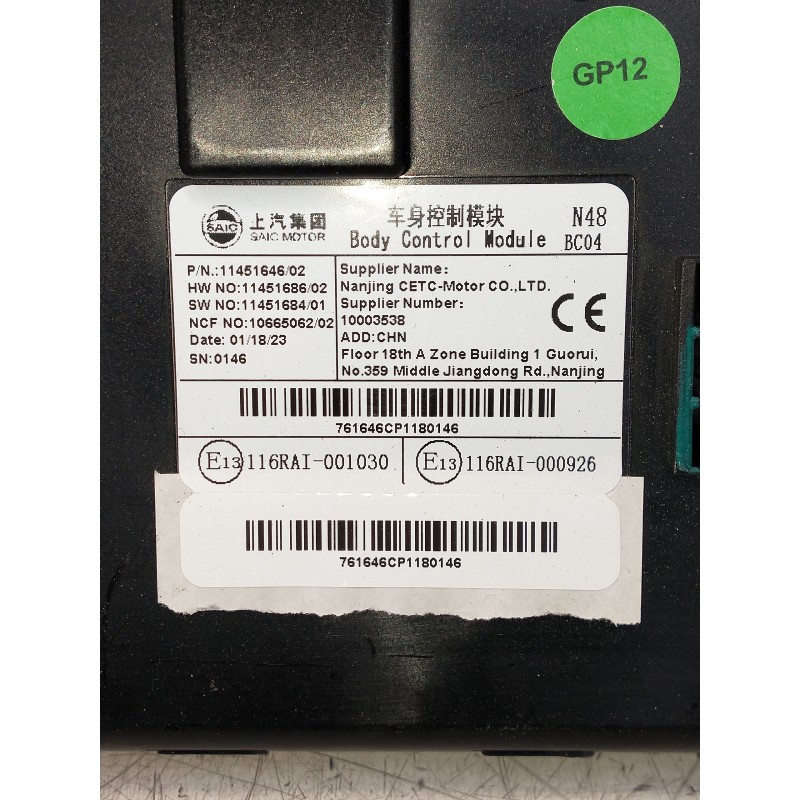 GP12
SAIC 上汽集团
SAIC MOTOR
车身控制模块
Body Control Module
N48
BC04
P/N.:11451646/02
HW NO:11451686/02
SW NO:11451684/01
NCF NO:10665062/02
Date: 01/18/23
SN:0146
Supplier Name:
Nanjing CETC-Motor CO.,LTD.
Supplier Number:
10003538
ADD:CHN
Floor 18th A Zone Building 1 Guorui,
No.359 Middle Jiangdong Rd.,Nanjing
CE
761646CP1180146
E13 116RAI-001030
E13 116RAI-000926
761646CP1180146